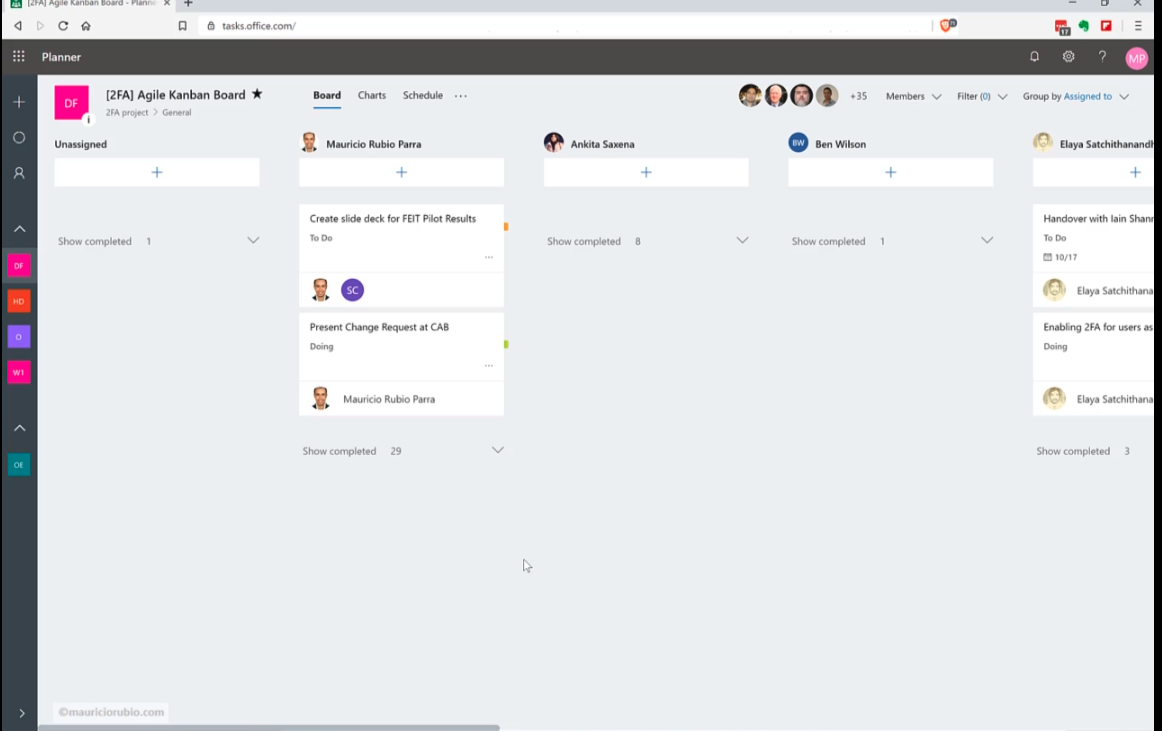 [2FA] Agile Kanban Board - Planne
tasks.office.com/
17
Planner
MP
DF
[2FA] Agile Kanban Board
2FA project > General
Board
Charts
Schedule
+35
Members
Filter (0)
Group by Assigned to
Unassigned
Mauricio Rubio Parra
Ankita Saxena
BW
Ben Wilson
Elaya Satchithanandh
Show completed 1
Create slide deck for FEIT Pilot Results
To Do
SC
Present Change Request at CAB
Doing
Mauricio Rubio Parra
Show completed 29
Show completed 8
Show completed 1
Handover with Iain Shann
To Do
10/17
Elaya Satchithana
Enabling 2FA for users as
Doing
Elaya Satchithana
Show completed 3
DF
HD
O
W1
OE
©mauriciorubio.com